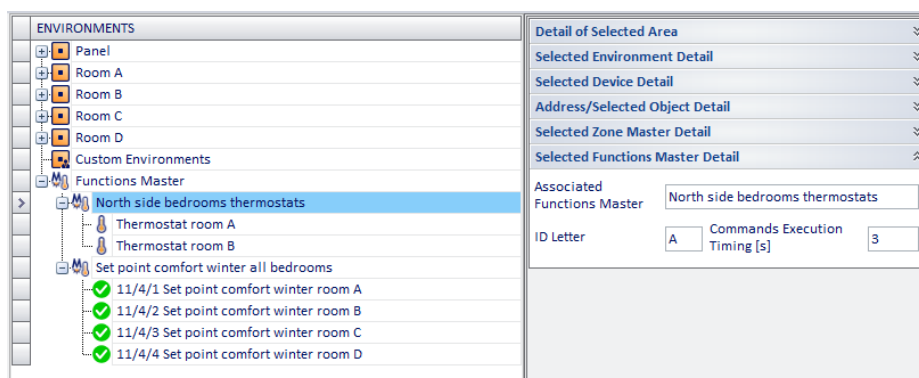 ENVIRONMENTS
Panel
Room A
Room B
Room C
Room D
Custom Environments
Functions Master
North side bedrooms thermostats
Thermostat room A
Thermostat room B
Set point comfort winter all bedrooms
11/4/1 Set point comfort winter room A
11/4/2 Set point comfort winter room B
11/4/3 Set point comfort winter room C
11/4/4 Set point comfort winter room D
Detail of Selected Area
Selected Environment Detail
Selected Device Detail
Address/Selected Object Detail
Selected Zone Master Detail
Selected Functions Master Detail
Associated
Functions Master North side bedrooms thermostats
ID Letter A Commands Execution
Timing [s] 3